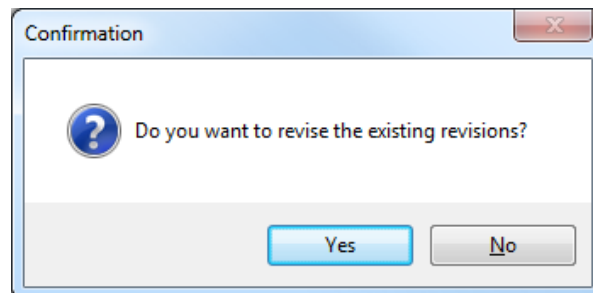 Confirmation
Do you want to revise the existing revisions?
Yes
No